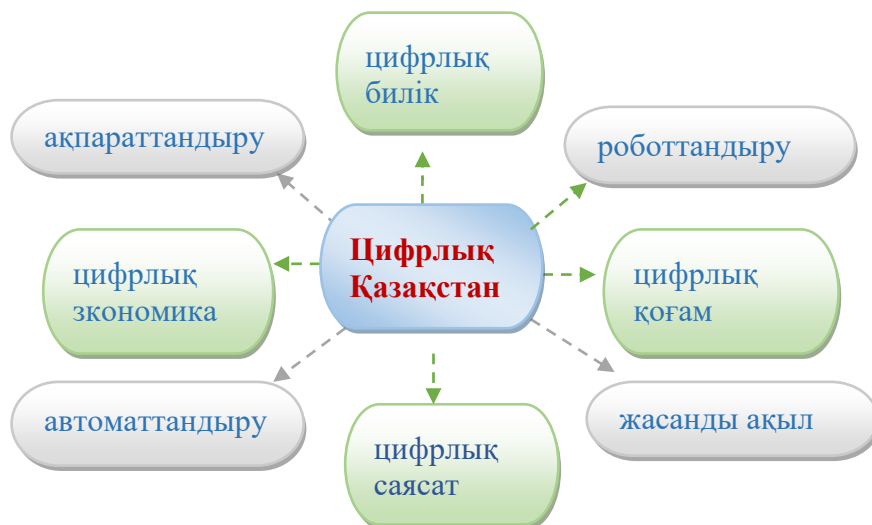 цифрлық
билік
ақпараттандыру
роботтандыру
Цифрлық
Қазақстан
цифрлық
зкономика
цифрлық
қоғам
автоматтандыру
жасанды ақыл
цифрлық
саясат